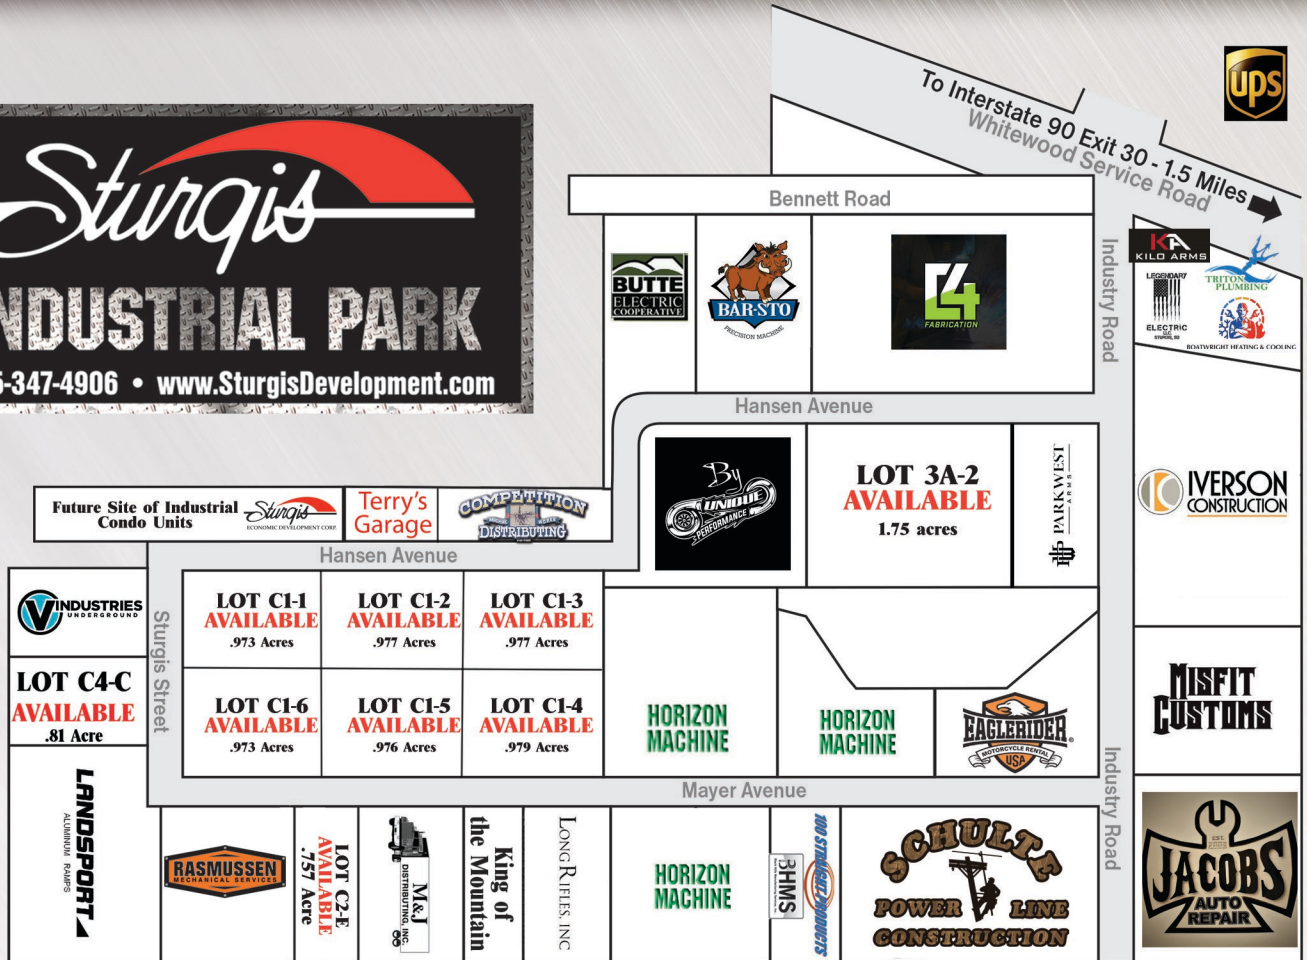 To Interstate 90 Exit 30 - 1.5 Miles
Whitewood Service Road
ups
Sturgis
NDUSTRIAL PARK
5-347-4906 • www.SturgisDevelopment.com
Bennett Road
Industry Road
KA
KILO ARMS
LEGENDARY
ELECTRIC
TRITON
PLUMBING
BOATWRIGHT HEATING & COOLING
BUTTE
ELECTRIC
COOPERATIVE
BAR-STO
PRECISION MACHINE
F4
FABRICATION
Hansen Avenue
By
UNIQUE
PERFORMANCE
LOT 3A-2
AVAILABLE
1.75 acres
PARKWEST
ARMS
IVERSON
CONSTRUCTION
Future Site of Industrial
Condo Units
Sturgis
ECONOMIC DEVELOPMENT CORP.
Terry's
Garage
COMPETITION
DISTRIBUTING
Hansen Avenue
V INDUSTRIES
UNDERGROUND
Sturgis Street
LOT C1-1
AVAILABLE
.973 Acres
LOT C1-2
AVAILABLE
.977 Acres
LOT C1-3
AVAILABLE
.977 Acres
LOT C4-C
AVAILABLE
.81 Acre
LOT C1-6
AVAILABLE
.973 Acres
LOT C1-5
AVAILABLE
.976 Acres
LOT C1-4
AVAILABLE
.979 Acres
HORIZON
MACHINE
HORIZON
MACHINE
EAGLERIDER®
MOTORCYCLE RENTAL
USA
MISFIT
CUSTOMS
Mayer Avenue
Industry Road
LANDSPORT
ALUMINUM RAMPS
RASMUSSEN
MECHANICAL SERVICES
LOT C2-E
AVAILABLE
.757 Acre
M&J
DISTRIBUTING, INC.
King of
the Mountain
LONGRIFLES, INC
HORIZON
MACHINE
BHMS
100 STRAIGHT PRODUCTS
SCHULTE
POWER LINE
CONSTRUCTION
EST.
JACOBS
AUTO
REPAIR